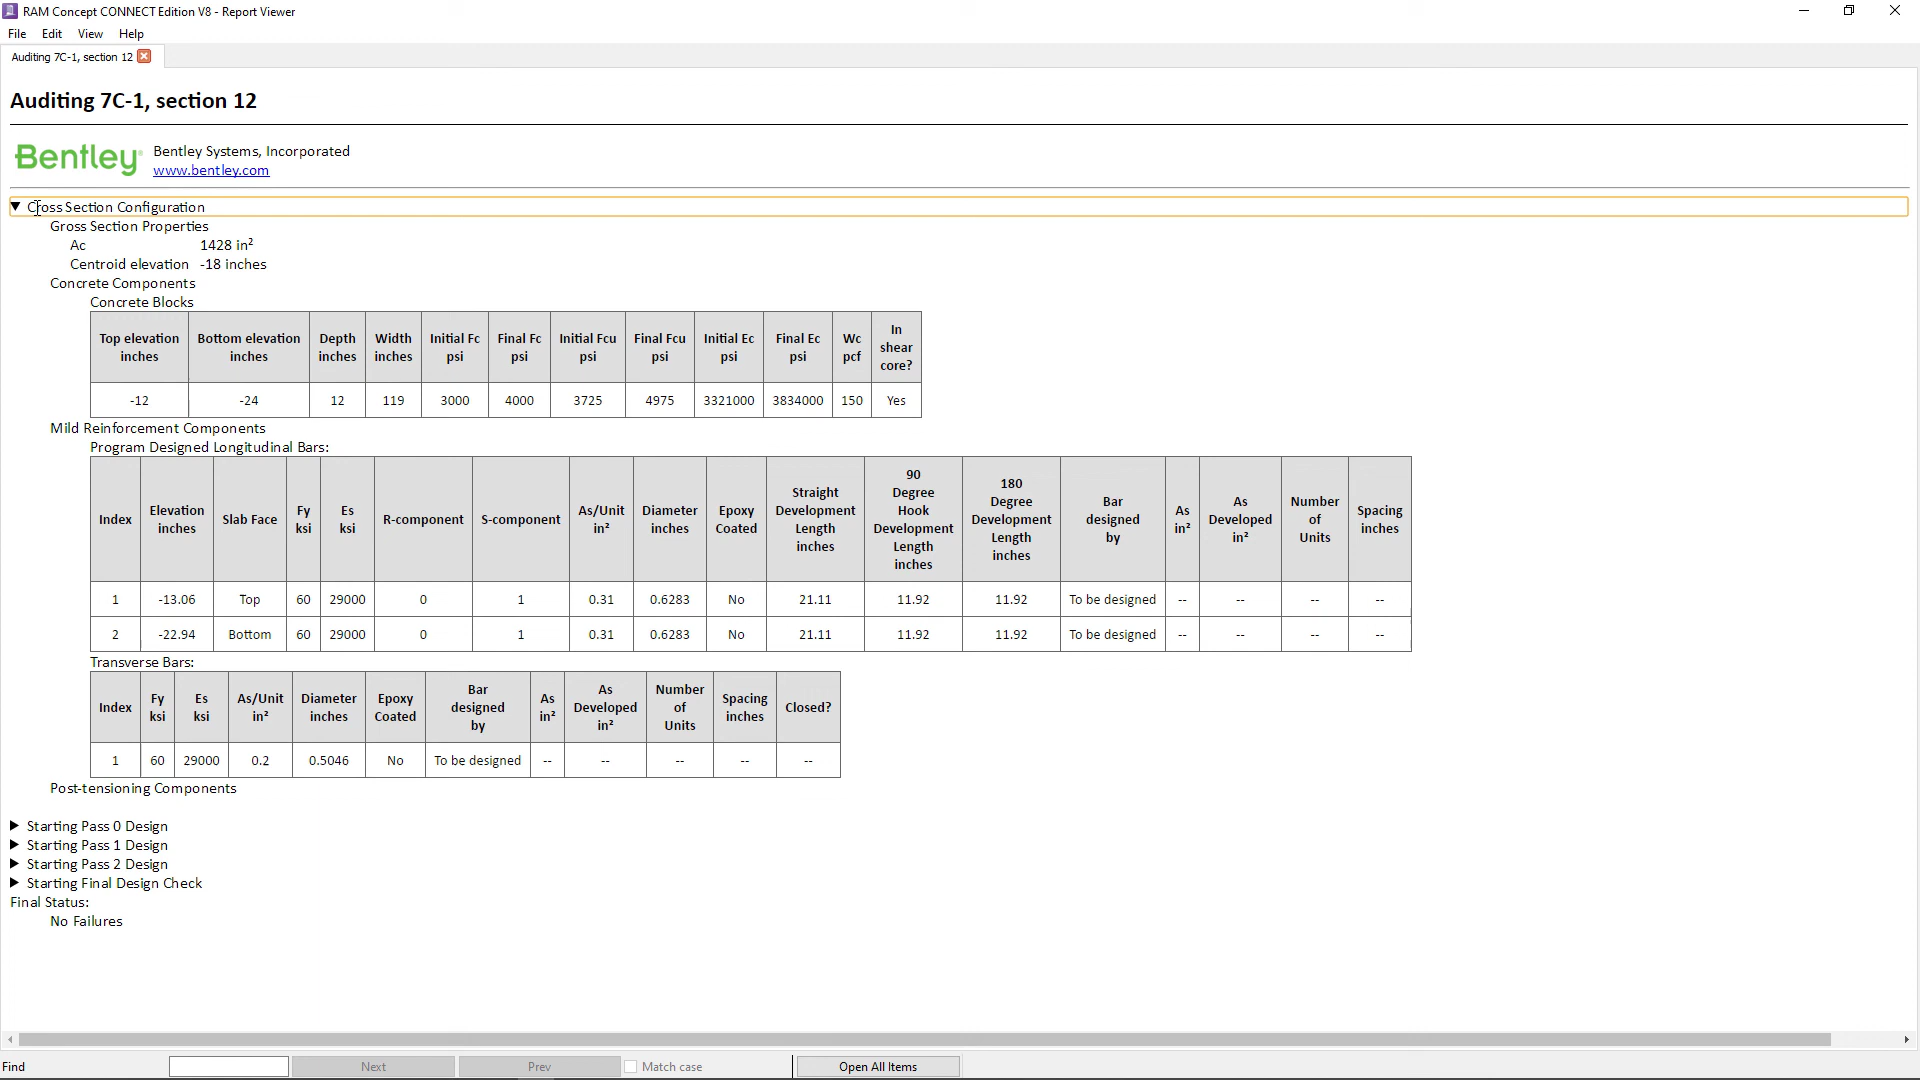 RAM Concept CONNECT Edition V8 - Report Viewer
File Edit View Help
Auditing 7C-1, section 12
Auditing 7C-1, section 12
Bentley Bentley Systems, Incorporated
www.bentley.com
Cross Section Configuration
Gross Section Properties
Ac 1428 in²
Centroid elevation -18 inches
Concrete Components
Concrete Blocks
Top elevation inches Bottom elevation inches Depth inches Width inches Initial Fc psi Final Fc psi Initial Fcu psi Final Fcu psi Initial Ec psi Final Ec psi Wc pcf In shear core?
-12 -24 12 119 3000 4000 3725 4975 3321000 3834000 150 Yes
Mild Reinforcement Components
Program Designed Longitudinal Bars:
Index Elevation inches Slab Face Fy ksi Es ksi R-component S-component As/Unit in² Diameter inches Epoxy Coated Straight Development Length inches 90 Degree Hook Development Length inches 180 Degree Development Length inches Bar designed by As in² As Developed in² Number of Units Spacing inches
1 -13.06 Top 60 29000 0 1 0.31 0.6283 No 21.11 11.92 11.92 To be designed -- -- -- --
2 -22.94 Bottom 60 29000 0 1 0.31 0.6283 No 21.11 11.92 11.92 To be designed -- -- -- --
Transverse Bars:
Index Fy ksi Es ksi As/Unit in² Diameter inches Epoxy Coated Bar designed by As in² As Developed in² Number of Units Spacing inches Closed?
1 60 29000 0.2 0.5046 No To be designed -- -- -- -- --
Post-tensioning Components
Starting Pass 0 Design
Starting Pass 1 Design
Starting Pass 2 Design
Starting Final Design Check
Final Status:
No Failures
Find Next Prev Match case Open All Items